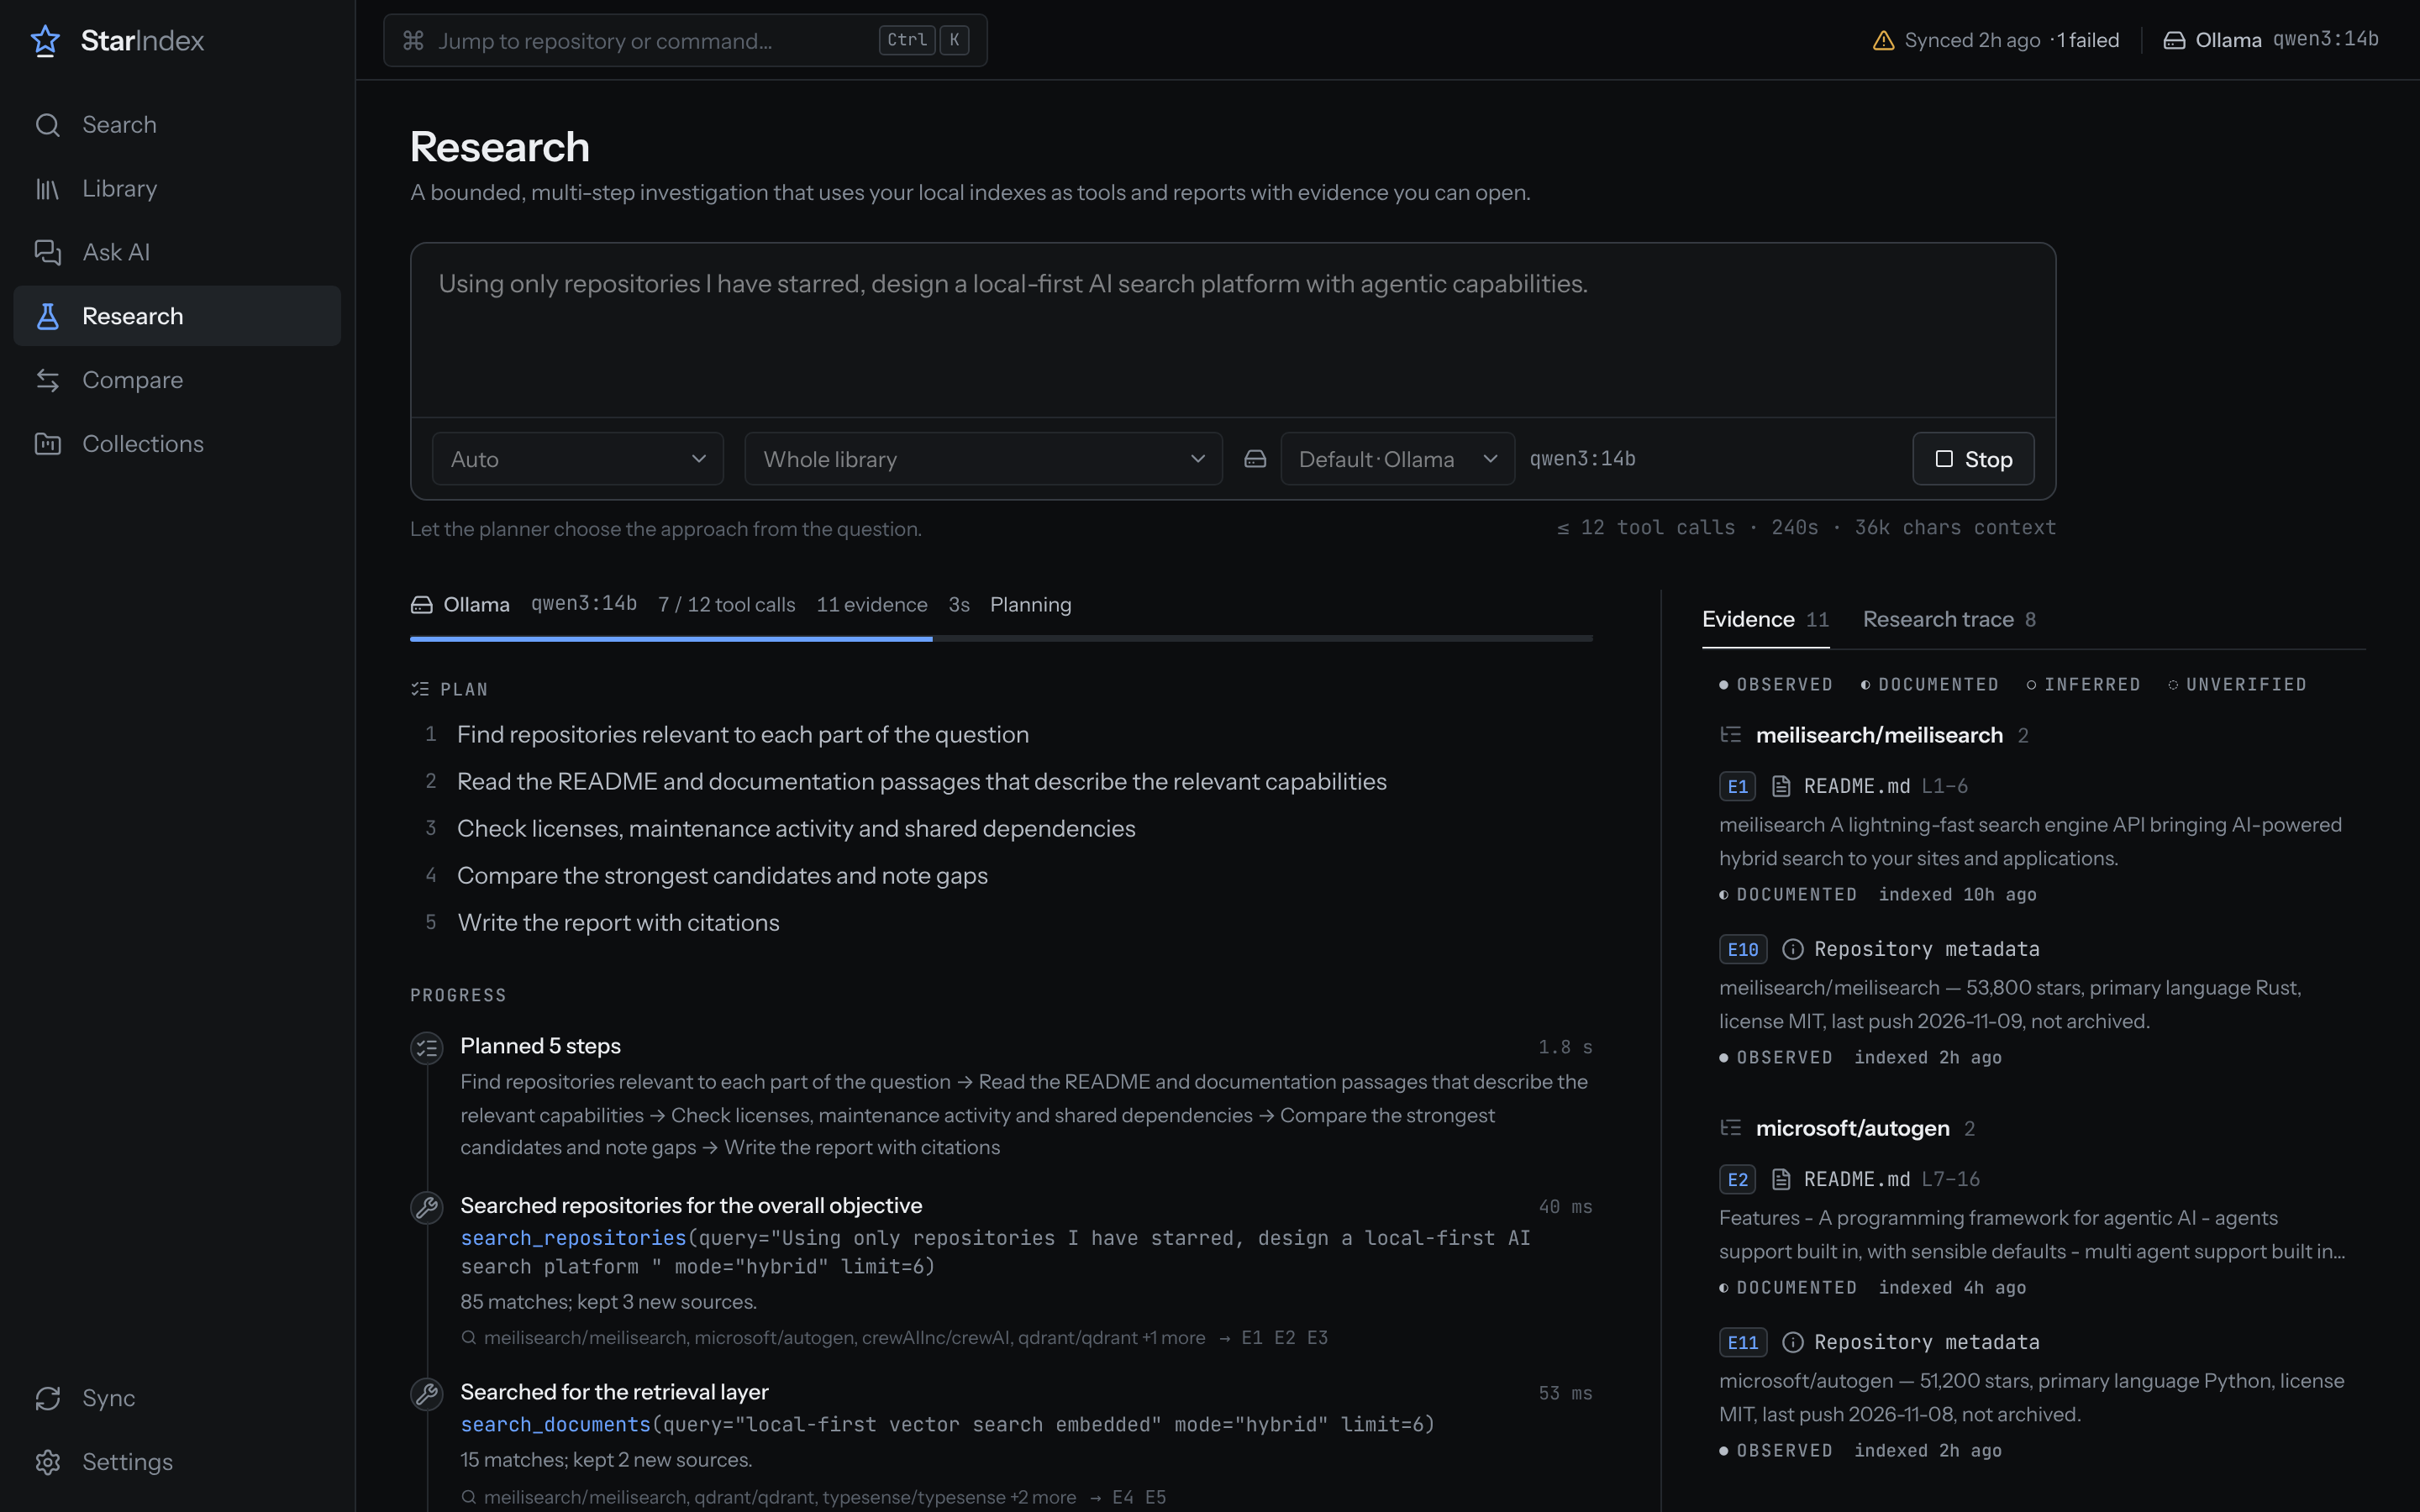 StarIndex
Search
Library
Ask AI
Research
Compare
Collections
Sync
Settings
⌘ Jump to repository or command... Ctrl K
Synced 2h ago · 1 failed
Ollama qwen3:14b
Research
A bounded, multi-step investigation that uses your local indexes as tools and reports with evidence you can open.
Using only repositories I have starred, design a local-first AI search platform with agentic capabilities.
Auto
Whole library
Default · Ollama
qwen3:14b
Stop
Let the planner choose the approach from the question.
≤ 12 tool calls · 240s · 36k chars context
Ollama qwen3:14b 7 / 12 tool calls 11 evidence 3s Planning
PLAN
1 Find repositories relevant to each part of the question
2 Read the README and documentation passages that describe the relevant capabilities
3 Check licenses, maintenance activity and shared dependencies
4 Compare the strongest candidates and note gaps
5 Write the report with citations
PROGRESS
Planned 5 steps 1.8 s
Find repositories relevant to each part of the question → Read the README and documentation passages that describe the
relevant capabilities → Check licenses, maintenance activity and shared dependencies → Compare the strongest
candidates and note gaps → Write the report with citations
Searched repositories for the overall objective 40 ms
search_repositories(query="Using only repositories I have starred, design a local-first AI
search platform " mode="hybrid" limit=6)
85 matches; kept 3 new sources.
meilisearch/meilisearch, microsoft/autogen, crewAIInc/crewAI, qdrant/qdrant +1 more → E1 E2 E3
Searched for the retrieval layer 53 ms
search_documents(query="local-first vector search embedded" mode="hybrid" limit=6)
15 matches; kept 2 new sources.
meilisearch/meilisearch, qdrant/qdrant, typesense/typesense +2 more → E4 E5
Evidence 11 Research trace 8
OBSERVED DOCUMENTED INFERRED UNVERIFIED
meilisearch/meilisearch 2
E1 README.md L1–6
meilisearch A lightning-fast search engine API bringing AI-powered
hybrid search to your sites and applications.
DOCUMENTED indexed 10h ago
E10 Repository metadata
meilisearch/meilisearch — 53,800 stars, primary language Rust,
license MIT, last push 2026-11-09, not archived.
OBSERVED indexed 2h ago
microsoft/autogen 2
E2 README.md L7–16
Features - A programming framework for agentic AI - agents
support built in, with sensible defaults - multi agent support built in...
DOCUMENTED indexed 4h ago
E11 Repository metadata
microsoft/autogen — 51,200 stars, primary language Python, license
MIT, last push 2026-11-08, not archived.
OBSERVED indexed 2h ago